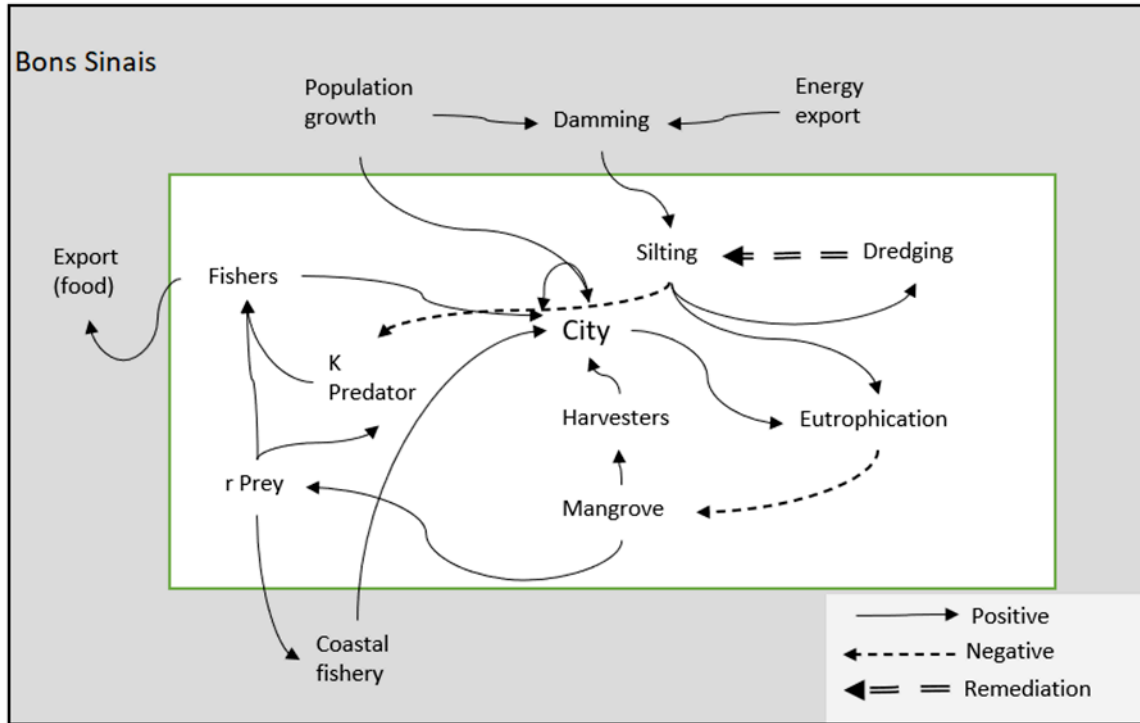 Bons Sinais
Population
growth
Damming
Energy
export
Export
(food)
Fishers
Silting
Dredging
City
K
Predator
Harvesters
Eutrophication
r Prey
Mangrove
Coastal
fishery
Positive
Negative
Remediation